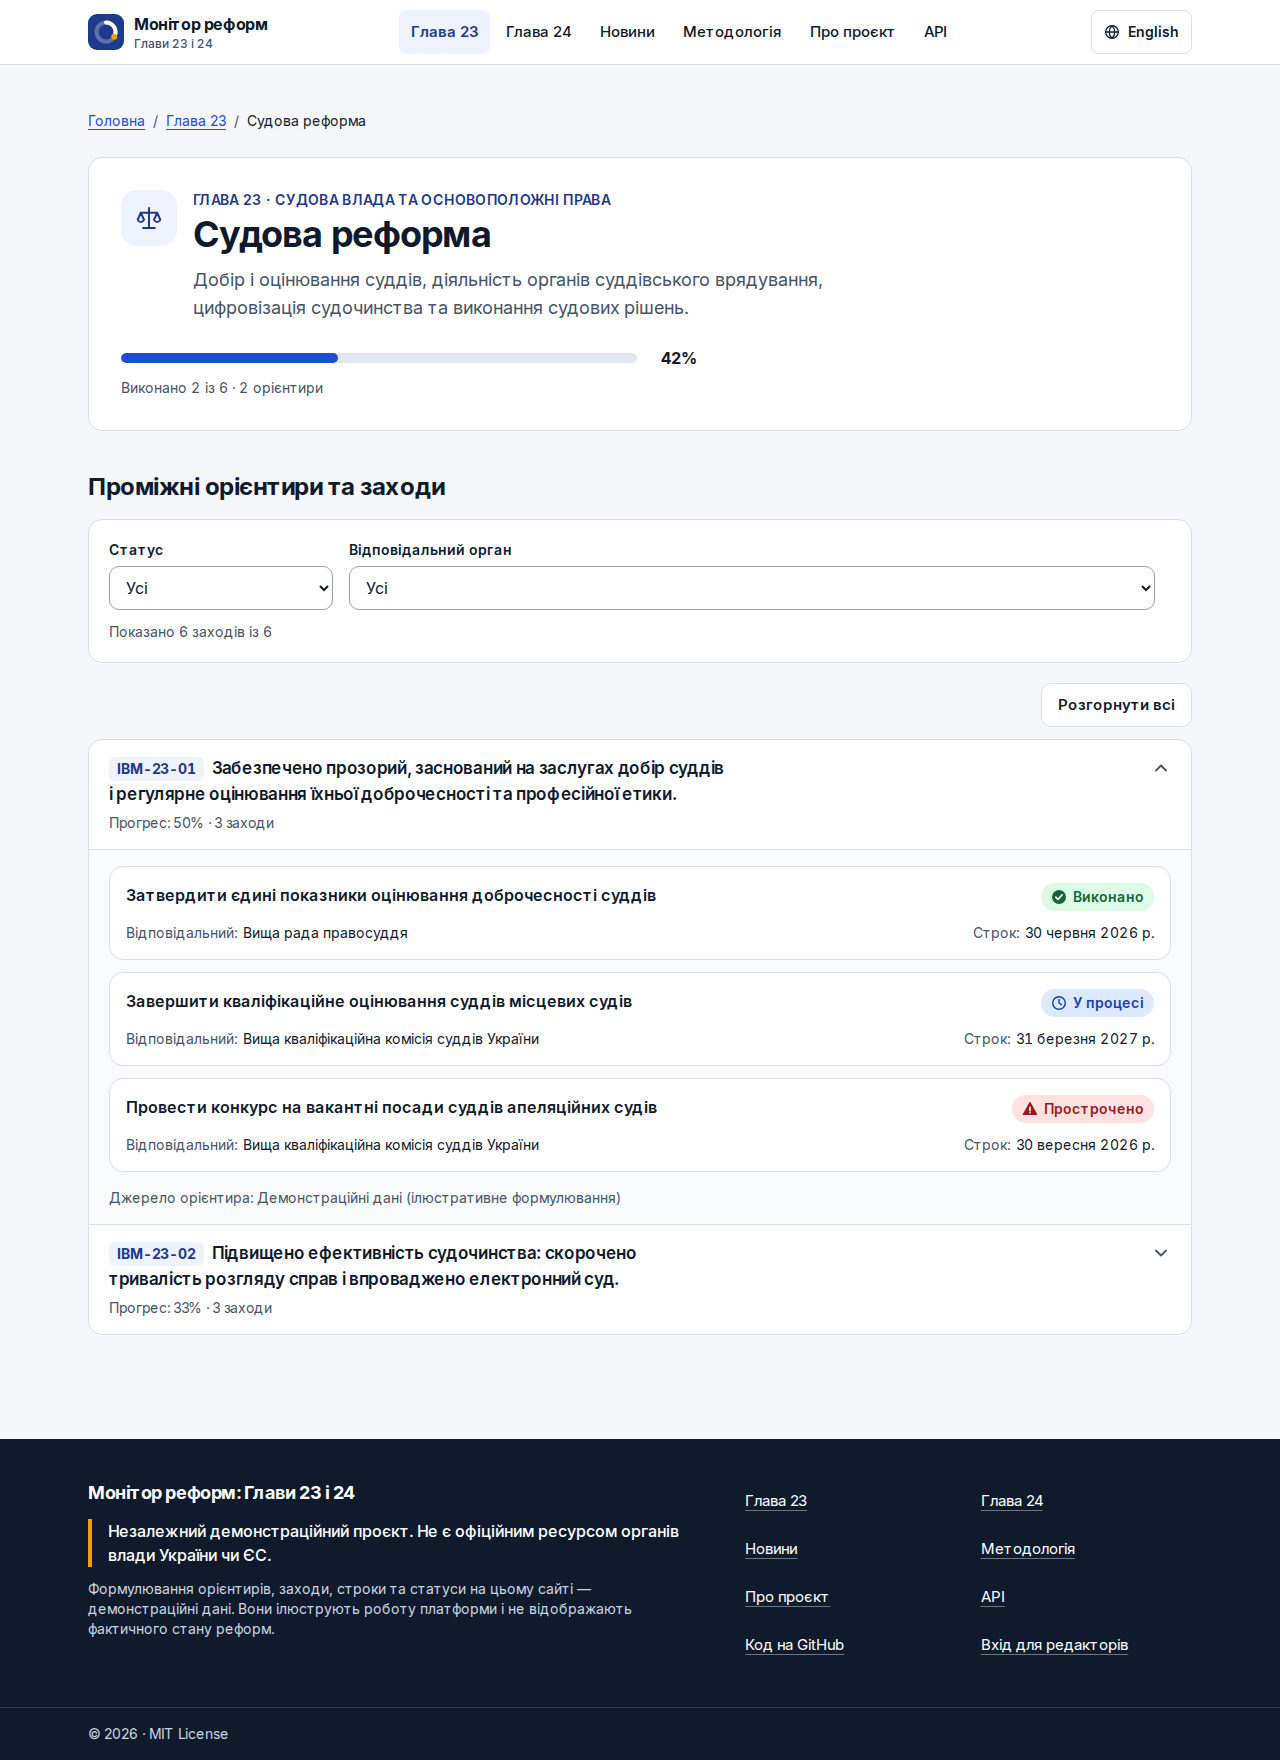 Монітор реформ
Глави 23 і 24
Глава 23
Глава 24
Новини
Методологія
Про проєкт
API
English
Головна / Глава 23 / Судова реформа
ГЛАВА 23 · СУДОВА ВЛАДА ТА ОСНОВОПОЛОЖНІ ПРАВА
Судова реформа
Добір і оцінювання суддів, діяльність органів суддівського врядування,
цифровізація судочинства та виконання судових рішень.
42%
Виконано 2 із 6 · 2 орієнтири
Проміжні орієнтири та заходи
Статус
Відповідальний орган
Усі
Усі
Показано 6 заходів із 6
Розгорнути всі
IBM-23-01 Забезпечено прозорий, заснований на заслугах добір суддів
і регулярне оцінювання їхньої доброчесності та професійної етики.
Прогрес: 50% · 3 заходи
Затвердити єдині показники оцінювання доброчесності суддів
Виконано
Відповідальний: Вища рада правосуддя
Строк: 30 червня 2026 р.
Завершити кваліфікаційне оцінювання суддів місцевих судів
У процесі
Відповідальний: Вища кваліфікаційна комісія суддів України
Строк: 31 березня 2027 р.
Провести конкурс на вакантні посади суддів апеляційних судів
Прострочено
Відповідальний: Вища кваліфікаційна комісія суддів України
Строк: 30 вересня 2026 р.
Джерело орієнтира: Демонстраційні дані (ілюстративне формулювання)
IBM-23-02 Підвищено ефективність судочинства: скорочено
тривалість розгляду справ і впроваджено електронний суд.
Прогрес: 33% · 3 заходи
Монітор реформ: Глави 23 і 24
Незалежний демонстраційний проєкт. Не є офіційним ресурсом органів
влади України чи ЄС.
Формулювання орієнтирів, заходи, строки та статуси на цьому сайті —
демонстраційні дані. Вони ілюструють роботу платформи і не відображають
фактичного стану реформ.
Глава 23
Глава 24
Новини
Методологія
Про проєкт
API
Код на GitHub
Вхід для редакторів
© 2026 · MIT License